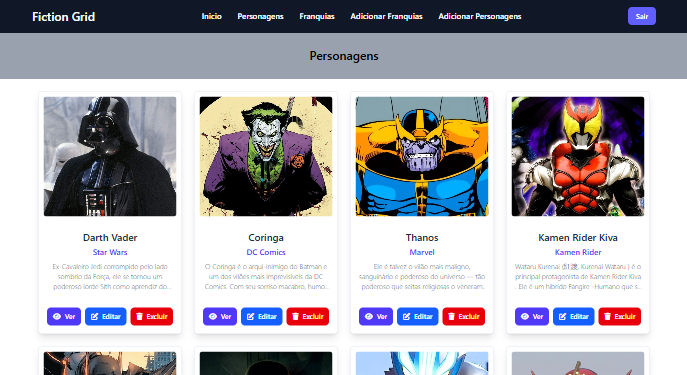 Fiction Grid
Inicio Personagens Franquias Adicionar Franquias Adicionar Personagens
Sair
Personagens
Darth Vader
Star Wars
Ex-Cavaleiro Jedi corrompido pelo lado
sombrio da Força, ele se tornou um
poderoso lorde Sith como aprendiz do...
Ver Editar Excluir
Coringa
DC Comics
O Coringa é o arqui-inimigo do Batman e
um dos vilões mais imprevisíveis da DC
Comics. Com seu sorriso macabro, humo...
Ver Editar Excluir
Thanos
Marvel
Ele é talvez o vilão mais maligno,
sanguinário e poderoso do universo — tão
poderoso que seitas religiosas o veneram.
Ver Editar Excluir
Kamen Rider Kiva
Kamen Rider
Wataru Kurenai (紅渡, Kurenai Wataru) é o
principal protagonista de Kamen Rider Kiva.
Ele é um híbrido Fangire-Humano que s...
Ver Editar Excluir